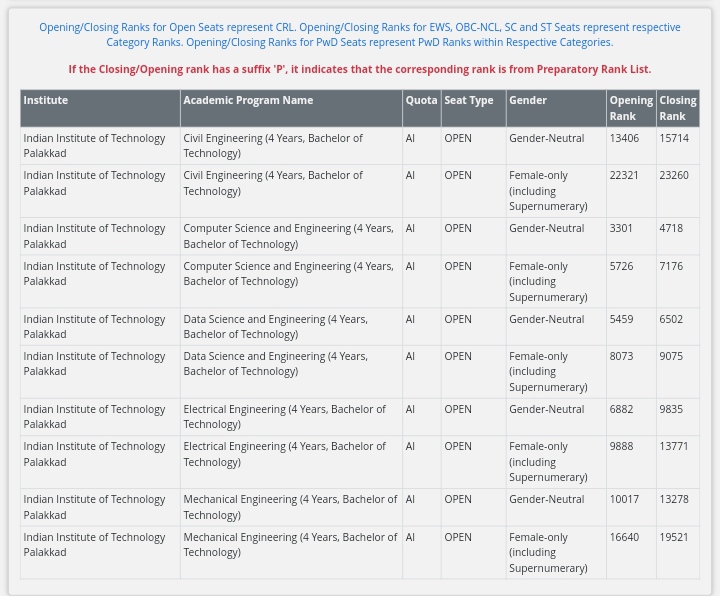 Opening/Closing Ranks for Open Seats represent CRL. Opening/Closing Ranks for EWS, OBC-NCL, SC and ST Seats represent respective
Category Ranks. Opening/Closing Ranks for PwD Seats represent PwD Ranks within Respective Categories.
If the Closing/Opening rank has a suffix 'P', it indicates that the corresponding rank is from Preparatory Rank List.
Institute Academic Program Name Quota Seat Type Gender Opening Closing
Rank Rank
Indian Institute of Technology Civil Engineering (4 Years, Bachelor of AI OPEN Gender-Neutral 13406 15714
Palakkad Technology)
Indian Institute of Technology Civil Engineering (4 Years, Bachelor of AI OPEN Female-only 22321 23260
Palakkad Technology) (including
Supernumerary)
Indian Institute of Technology Computer Science and Engineering (4 Years, AI OPEN Gender-Neutral 3301 4718
Palakkad Bachelor of Technology)
Indian Institute of Technology Computer Science and Engineering (4 Years, AI OPEN Female-only 5726 7176
Palakkad Bachelor of Technology) (including
Supernumerary)
Indian Institute of Technology Data Science and Engineering (4 Years, AI OPEN Gender-Neutral 5459 6502
Palakkad Bachelor of Technology)
Indian Institute of Technology Data Science and Engineering (4 Years, AI OPEN Female-only 8073 9075
Palakkad Bachelor of Technology) (including
Supernumerary)
Indian Institute of Technology Electrical Engineering (4 Years, Bachelor of AI OPEN Gender-Neutral 6882 9835
Palakkad Technology)
Indian Institute of Technology Electrical Engineering (4 Years, Bachelor of AI OPEN Female-only 9888 13771
Palakkad Technology) (including
Supernumerary)
Indian Institute of Technology Mechanical Engineering (4 Years, Bachelor of AI OPEN Gender-Neutral 10017 13278
Palakkad Technology)
Indian Institute of Technology Mechanical Engineering (4 Years, Bachelor of AI OPEN Female-only 16640 19521
Palakkad Technology) (including
Supernumerary)